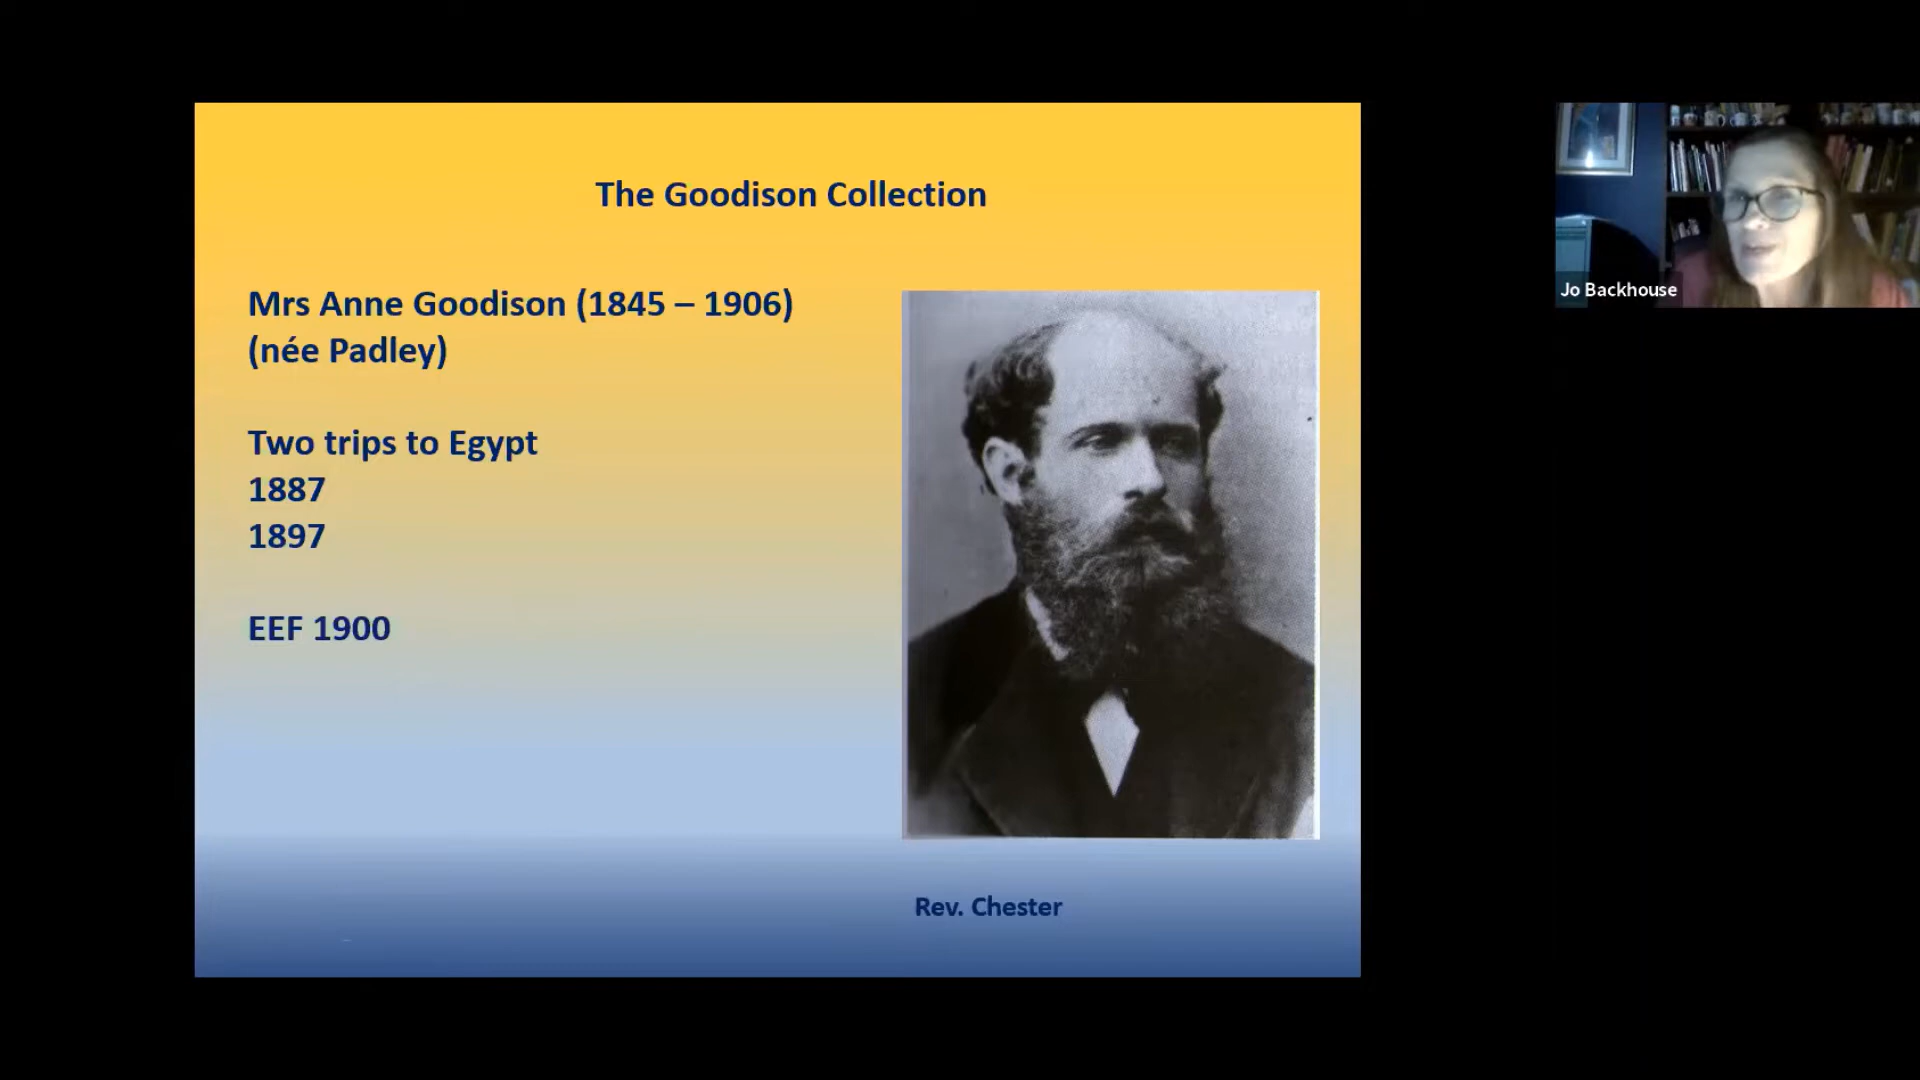 The Goodison Collection
Mrs Anne Goodison (1845 – 1906)
(née Padley)
Two trips to Egypt
1887
1897
EEF 1900
Rev. Chester
Jo Backhouse